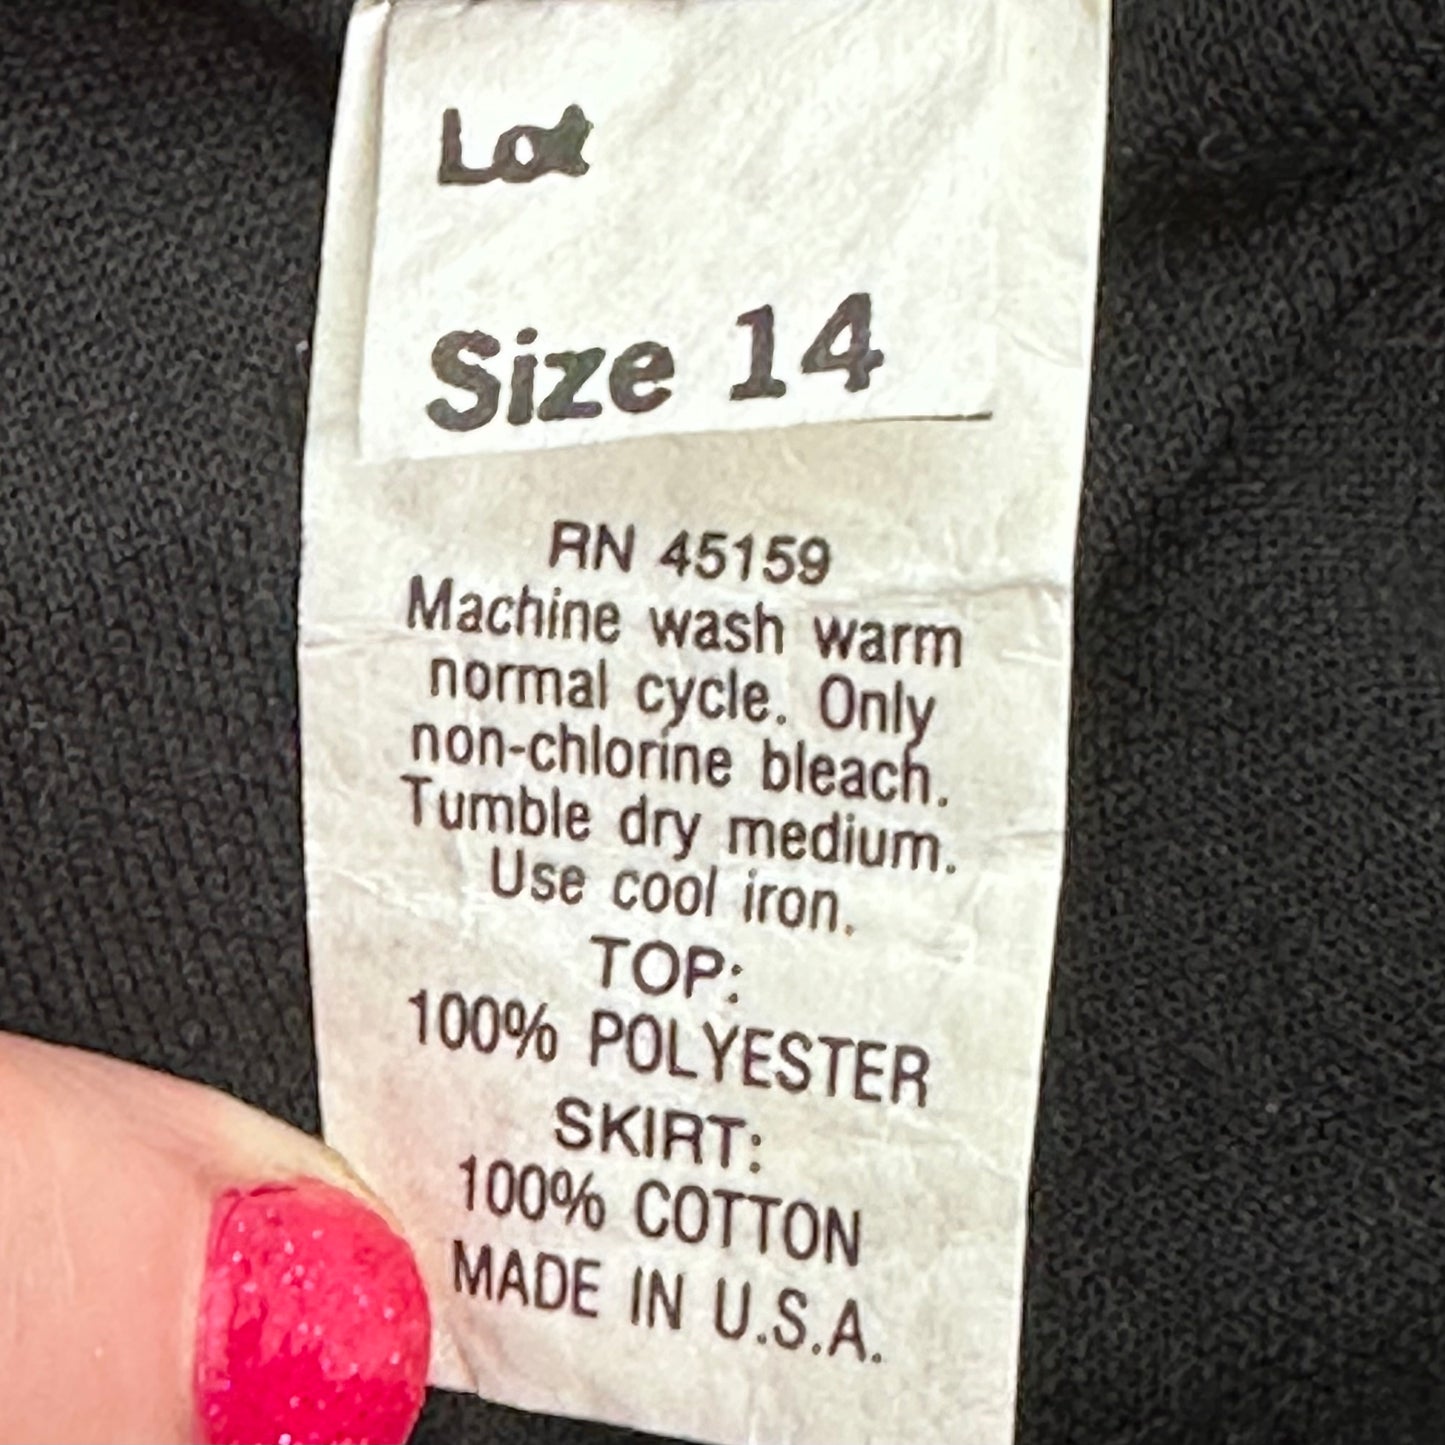 Lot
Size 14
RN 45159
Machine wash warm
normal cycle. Only
non-chlorine bleach.
Tumble dry medium.
Use cool iron.
TOP:
100% POLYESTER
SKIRT:
100% COTTON
MADE IN U.S.A.